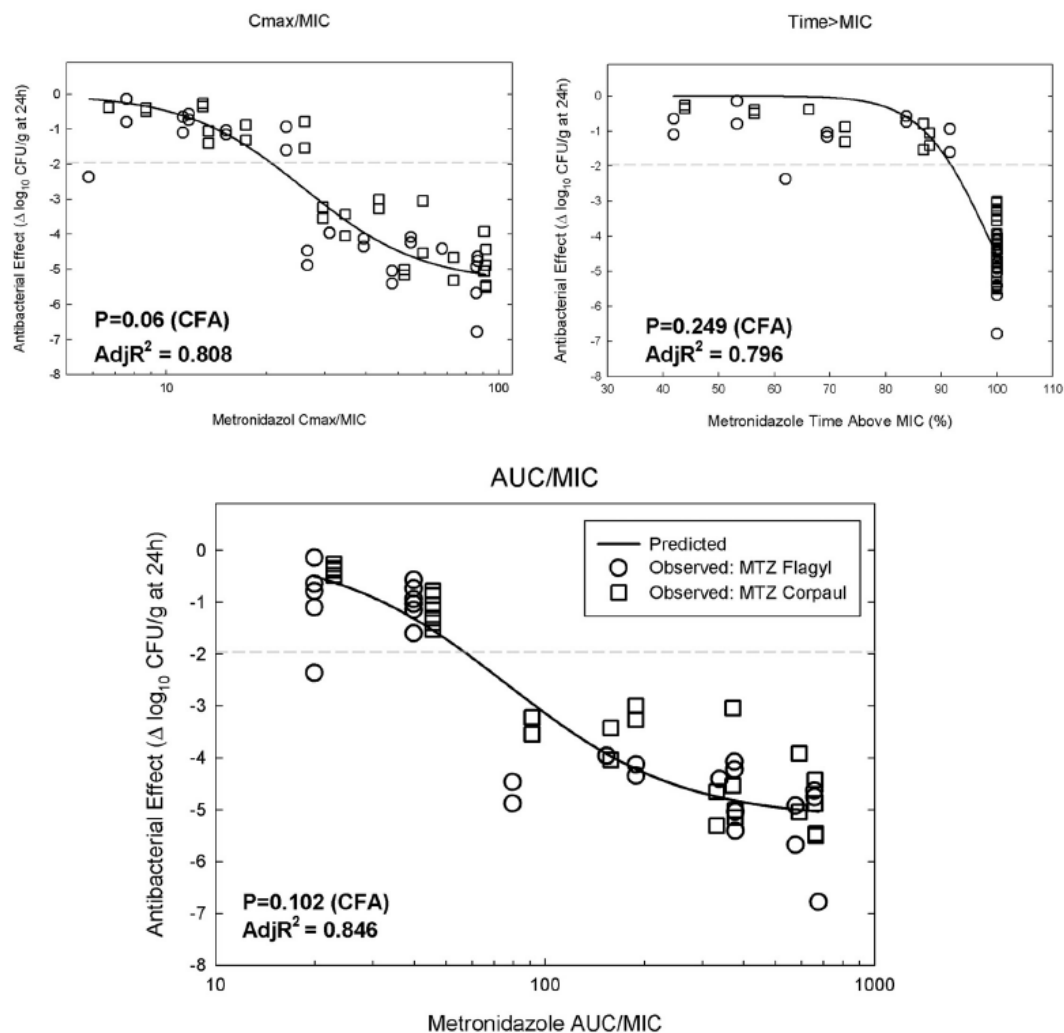 Cmax/MIC
Antibacterial Effect (Δ log10 CFU/g at 24h)
0
-1
-2
-3
-4
-5
-6
-7
-8
P=0.06 (CFA)
AdjR² = 0.808
10
100
Metronidazol Cmax/MIC
Time>MIC
Antibacterial Effect (Δ log10 CFU/g at 24h)
0
-1
-2
-3
-4
-5
-6
-7
-8
P=0.249 (CFA)
AdjR² = 0.796
30 40 50 60 70 80 90 100 110
Metronidazole Time Above MIC (%)
AUC/MIC
Antibacterial Effect (Δ log10 CFU/g at 24h)
0
-1
-2
-3
-4
-5
-6
-7
-8
Predicted
Observed: MTZ Flagyl
Observed: MTZ Corpaul
P=0.102 (CFA)
AdjR² = 0.846
10 100 1000
Metronidazole AUC/MIC